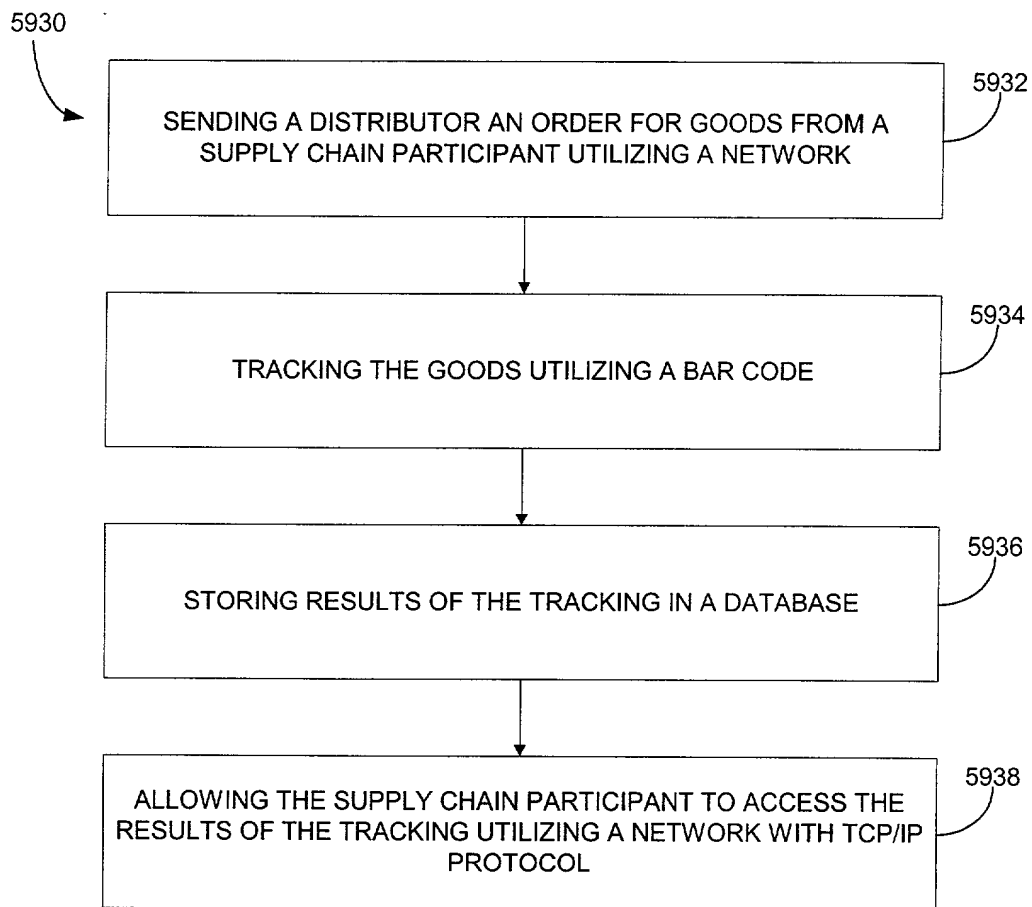 5930
5932
SENDING A DISTRIBUTOR AN ORDER FOR GOODS FROM A
SUPPLY CHAIN PARTICIPANT UTILIZING A NETWORK
5934
TRACKING THE GOODS UTILIZING A BAR CODE
5936
STORING RESULTS OF THE TRACKING IN A DATABASE
5938
ALLOWING THE SUPPLY CHAIN PARTICIPANT TO ACCESS THE
RESULTS OF THE TRACKING UTILIZING A NETWORK WITH TCP/IP
PROTOCOL